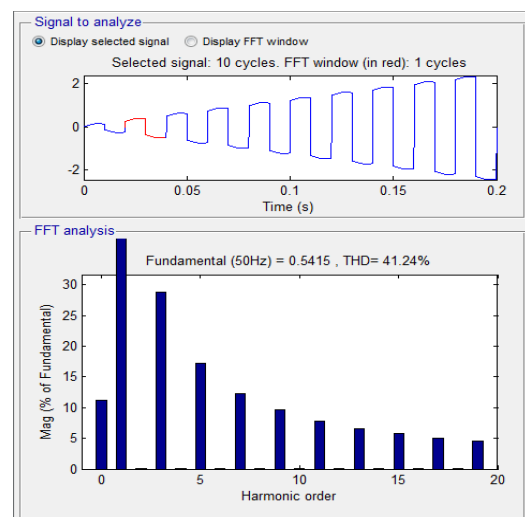 Signal to analyze
Display selected signal Display FFT window
Selected signal: 10 cycles. FFT window (in red): 1 cycles
2
0
-2
0 0.05 0.1 0.15 0.2
Time (s)
FFT analysis
Fundamental (50Hz) = 0.5415 , THD= 41.24%
30
25
20
15
10
5
0
Mag (% of Fundamental)
0 5 10 15 20
Harmonic order